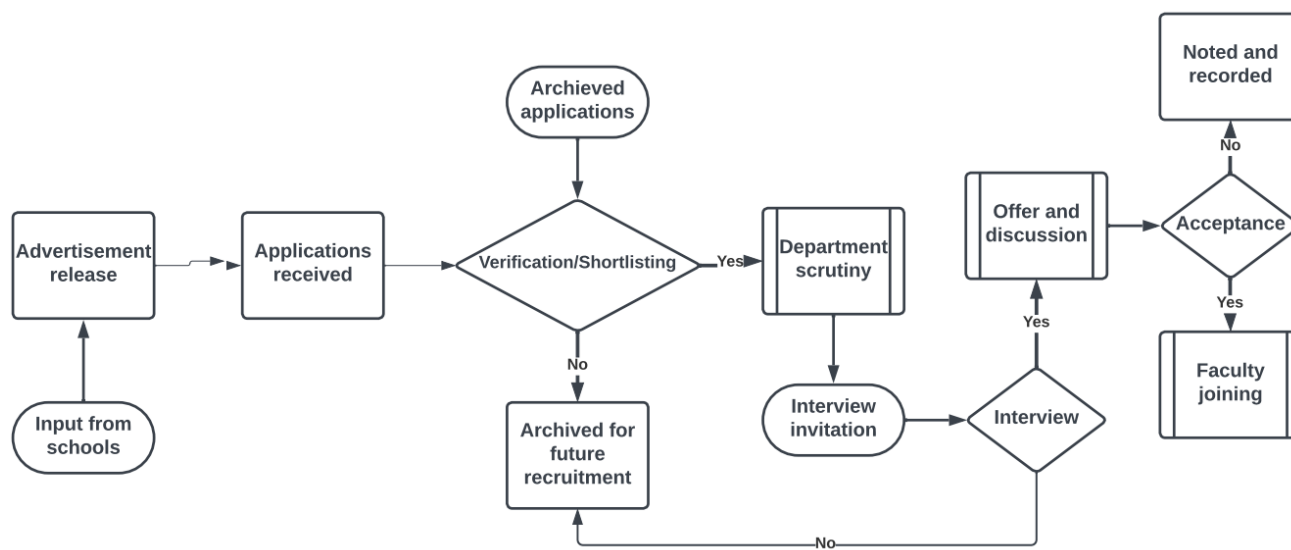 Noted and
recorded
Archieved
applications
No
Offer and
discussion
Acceptance
Advertisement
release
Applications
received
Verification/Shortlisting
Yes
Department
scrutiny
Yes
Yes
No
Faculty
joining
Input from
schools
Archived for
future
recruitment
Interview
invitation
Interview
No